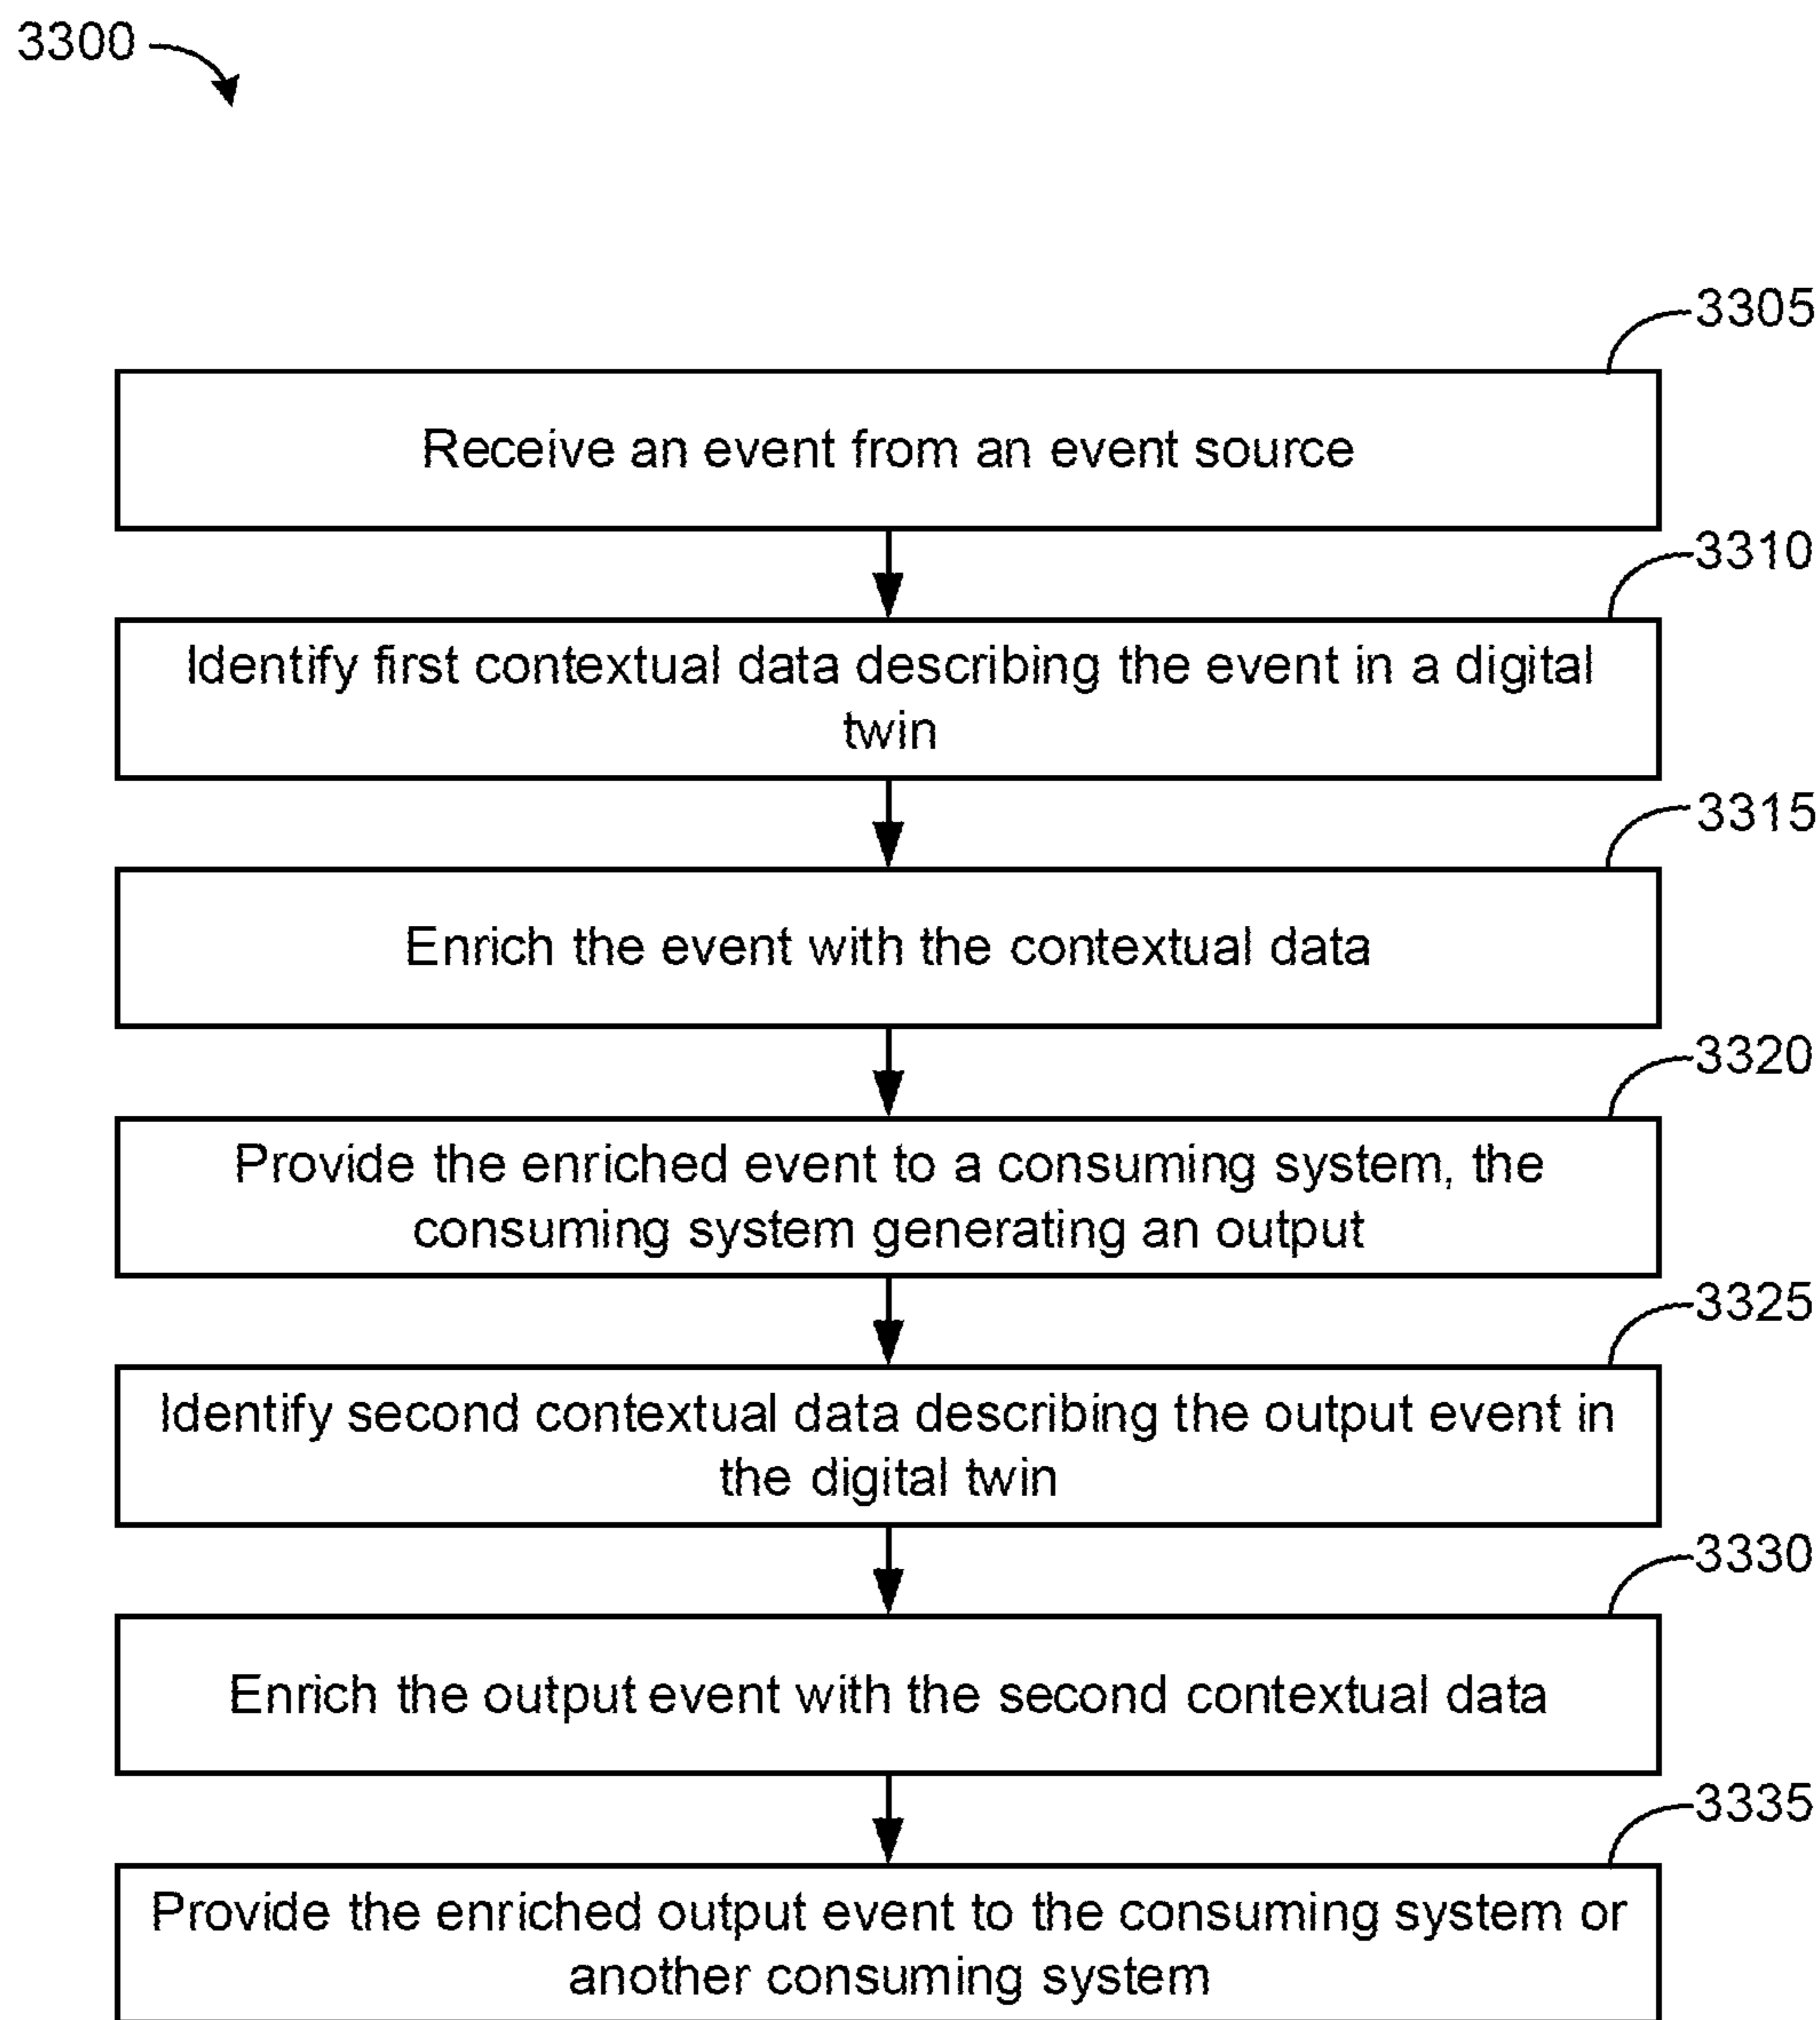 3300
3305
Receive an event from an event source
3310
Identify first contextual data describing the event in a digital
twin
3315
Enrich the event with the contextual data
3320
Provide the enriched event to a consuming system, the
consuming system generating an output
3325
Identify second contextual data describing the output event in
the digital twin
3330
Enrich the output event with the second contextual data
3335
Provide the enriched output event to the consuming system or
another consuming system